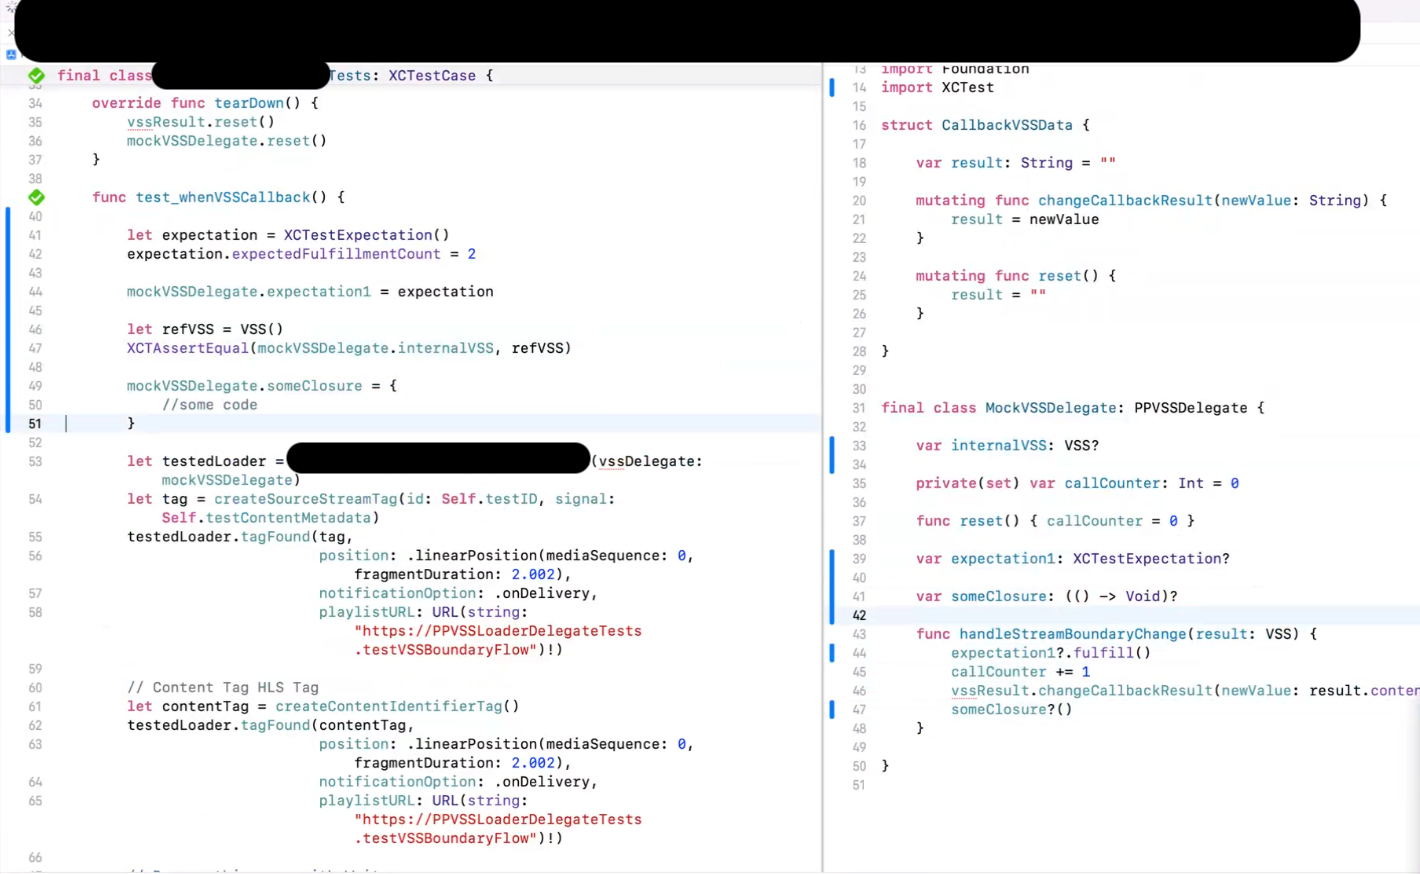 final class Tests: XCTestCase {
33
34 override func tearDown() {
35 vssResult.reset()
36 mockVSSDelegate.reset()
37 }
38
func test_whenVSSCallback() {
40
41 let expectation = XCTestExpectation()
42 expectation.expectedFulfillmentCount = 2
43
44 mockVSSDelegate.expectation1 = expectation
45
46 let refVSS = VSS()
47 XCTAssertEqual(mockVSSDelegate.internalVSS, refVSS)
48
49 mockVSSDelegate.someClosure = {
50 //some code
51 }
52
53 let testedLoader = (vssDelegate:
mockVSSDelegate)
54 let tag = createSourceStreamTag(id: Self.testID, signal:
Self.testContentMetadata)
55 testedLoader.tagFound(tag,
56 position: .linearPosition(mediaSequence: 0,
fragmentDuration: 2.002),
57 notificationOption: .onDelivery,
58 playlistURL: URL(string:
"https://PPVSSLoaderDelegateTests
.testVSSBoundaryFlow")!)
59
60 // Content Tag HLS Tag
61 let contentTag = createContentIdentifierTag()
62 testedLoader.tagFound(contentTag,
63 position: .linearPosition(mediaSequence: 0,
fragmentDuration: 2.002),
64 notificationOption: .onDelivery,
65 playlistURL: URL(string:
"https://PPVSSLoaderDelegateTests
.testVSSBoundaryFlow")!)
66
13 import Foundation
14 import XCTest
15
16 struct CallbackVSSData {
17
18 var result: String = ""
19
20 mutating func changeCallbackResult(newValue: String) {
21 result = newValue
22 }
23
24 mutating func reset() {
25 result = ""
26 }
27
28 }
29
30
31 final class MockVSSDelegate: PPVSSDelegate {
32
33 var internalVSS: VSS?
34
35 private(set) var callCounter: Int = 0
36
37 func reset() { callCounter = 0 }
38
39 var expectation1: XCTestExpectation?
40
41 var someClosure: (() -> Void)?
42
43 func handleStreamBoundaryChange(result: VSS) {
44 expectation1?.fulfill()
45 callCounter += 1
46 vssResult.changeCallbackResult(newValue: result.conten
47 someClosure?()
48 }
49
50 }
51